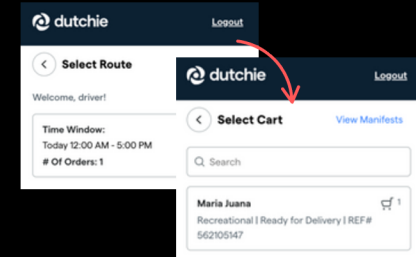 dutchie
Logout
Select Route
Welcome, driver!
Time Window:
Today 12:00 AM - 5:00 PM
# Of Orders: 1
dutchie
Logout
Select Cart
View Manifests
Search
Maria Juana
1
Recreational | Ready for Delivery | REF#
562105147